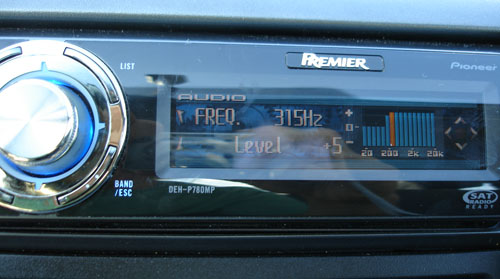 PREMIER
Pioneer
LIST
AUDIO
FREQ. 315Hz
Level +5
+
0
-
20 200 2k 20k
BAND
/ESC
DEH-P780MP
SAT
RADIO
READY